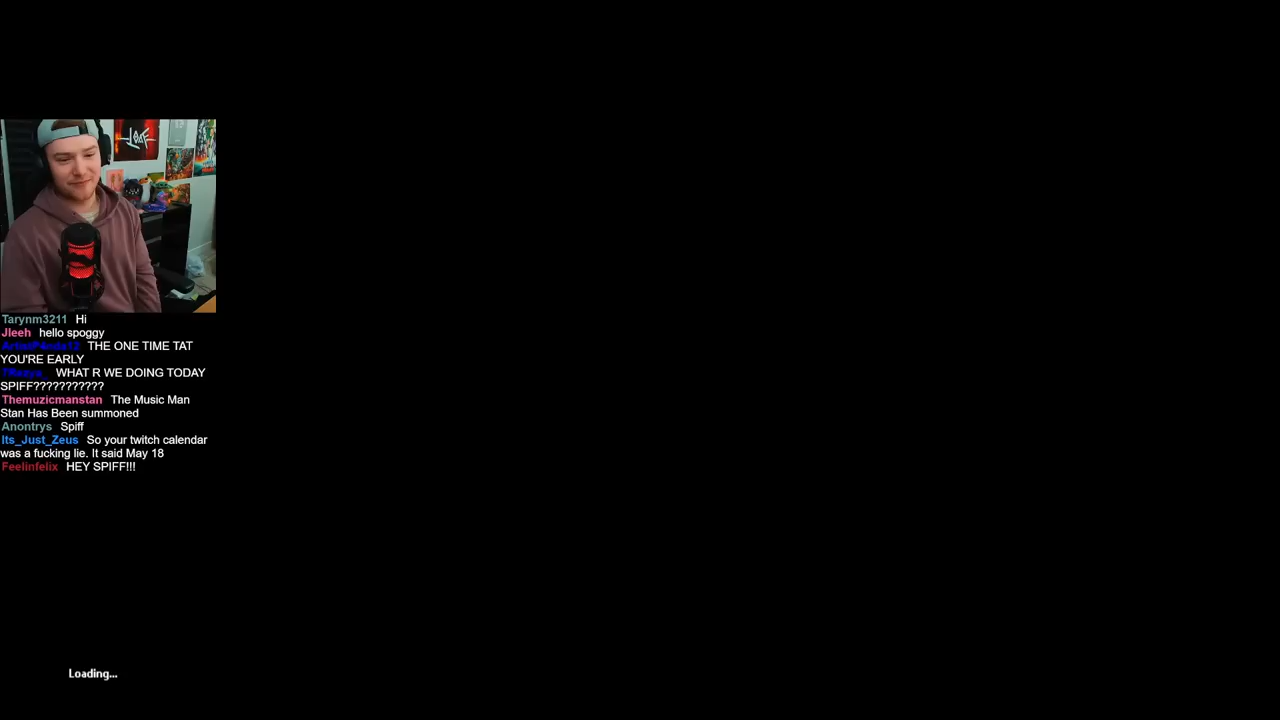 Tarynm3211 Hi
Jleeh hello spoggy
THE ONE TIME TAT
YOU'RE EARLY
WHAT R WE DOING TODAY
SPIFF???????????
Themuzicmanstan The Music Man
Stan Has Been summoned
Anontrys Spiff
Its_Just_Zeus So your twitch calendar
was a fucking lie. It said May 18
Feelinfelix HEY SPIFF!!!
Loading...